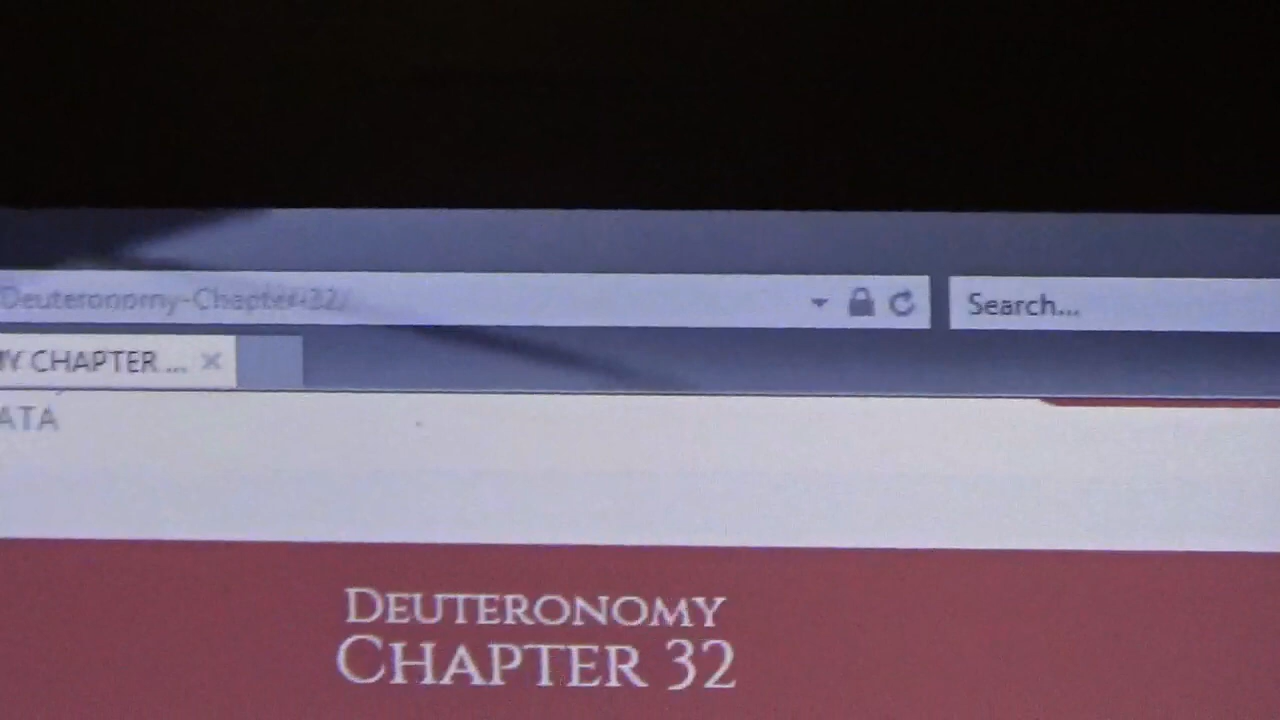 Deuteronomy-Chapter-32/
Search...
Y CHAPTER ...
ATA
DEUTERONOMY
CHAPTER 32